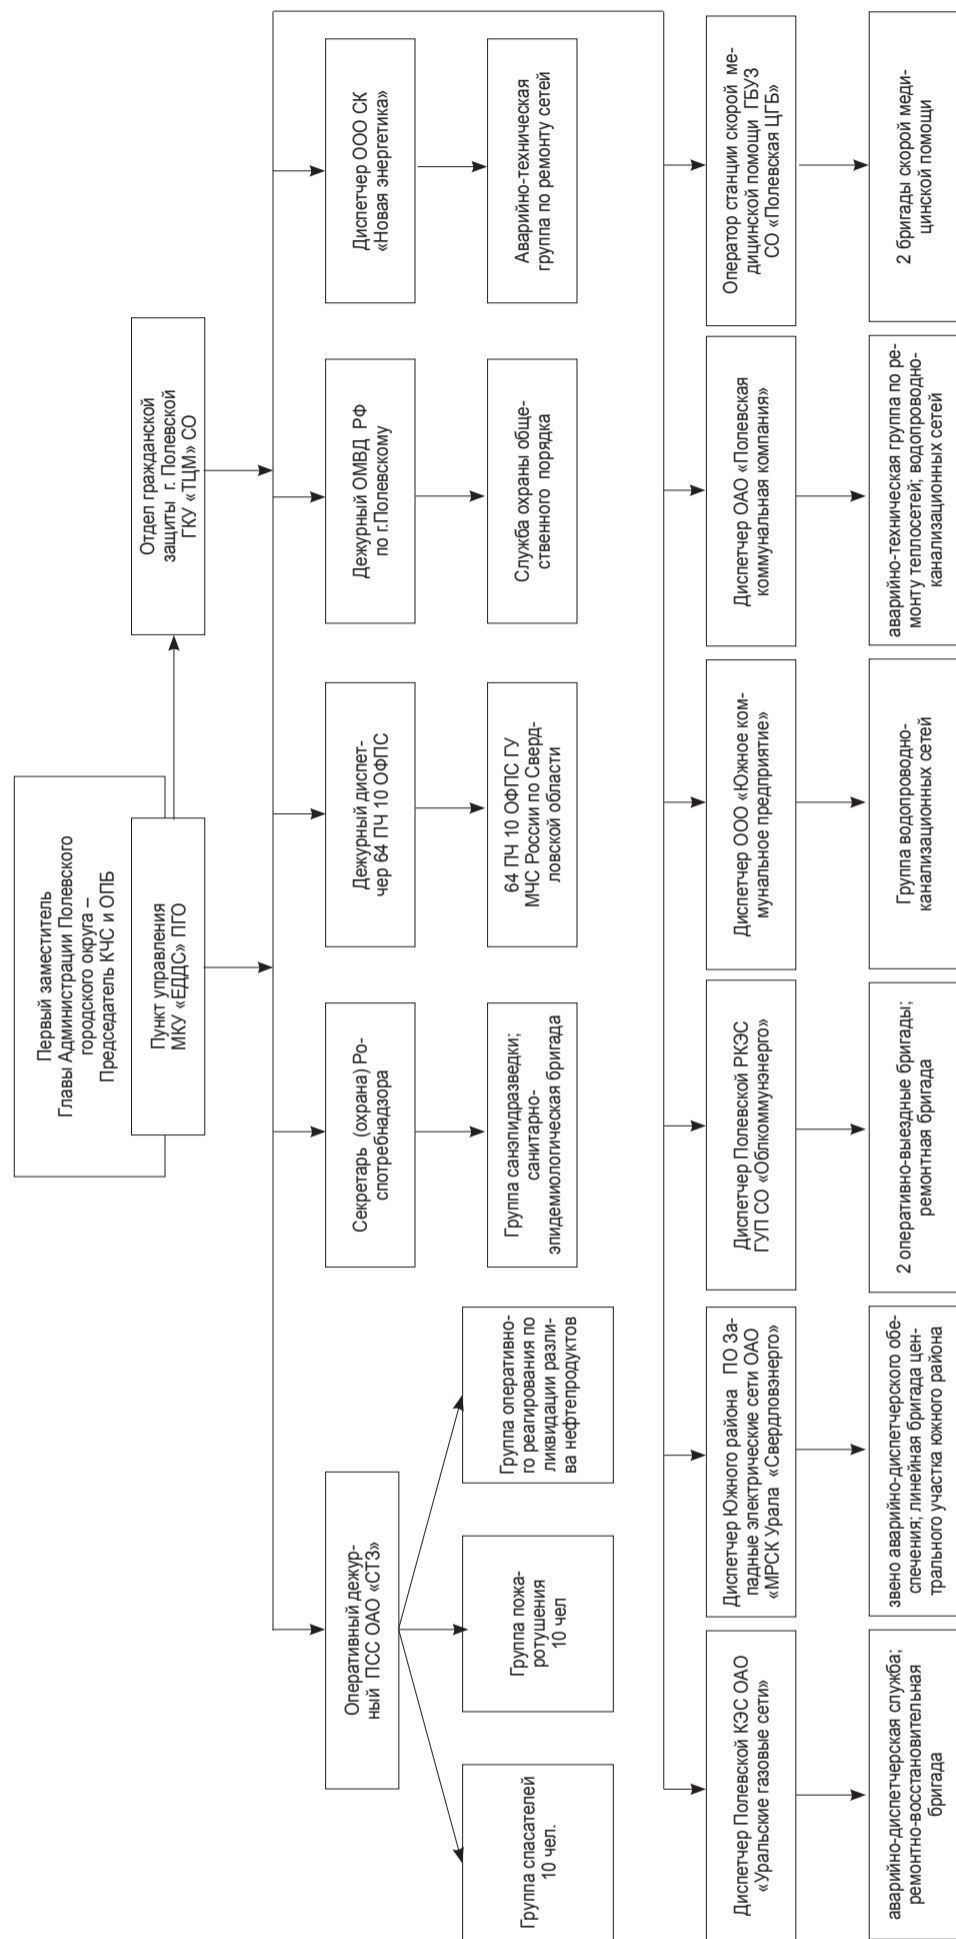 Первый заместитель
Главы Администрации Полевского
городского округа –
Председатель КЧС и ОПБ
Пункт управления
МКУ «ЕДДС» ПГО
Отдел гражданской
защиты г. Полевской
ГКУ «ТЦМ» СО
Оперативный дежур-
ный ПСС ОАО «СТЗ»
Секретарь (охрана) Ро-
спотребнадзора
Дежурный диспет-
чер 64 ПЧ 10 ОФПС
Дежурный ОМВД РФ
по г.Полевскому
Диспетчер ООО СК
«Новая энергетика»
Группа спасателей
10 чел.
Группа пожа-
ротушения
10 чел
Группа оперативно-
го реагирования по
ликвидации разли-
ва нефтепродуктов
Группа санэпидразведки;
санитарно-
эпидемиологическая бригада
64 ПЧ 10 ОФПС ГУ
МЧС России по Сверд-
ловской области
Служба охраны обще-
ственного порядка
Аварийно-техническая
группа по ремонту сетей
Диспетчер Полевской КЭС ОАО
«Уральские газовые сети»
Диспетчер Южного района ПО За-
падные электрические сети ОАО
«МРСК Урала «Свердловэнерго»
Диспетчер Полевской РКЭС
ГУП СО «Облкоммунэнерго»
Диспетчер ООО «Южное ком-
мунальное предприятие»
Диспетчер ОАО «Полевская
коммунальная компания»
Оператор станции скорой ме-
дицинской помощи ГБУЗ
СО «Полевская ЦГБ»
аварийно-диспетчерская служба;
ремонтно-восстановительная
бригада
звено аварийно-диспетчерского обе-
спечения; линейная бригада цен-
трального участка южного района
2 оперативно-выездные бригады;
ремонтная бригада
Группа водопроводно-
канализационных сетей
аварийно-техническая группа по ре-
монту теплосетей; водопроводно-
канализационных сетей
2 бригады скорой меди-
цинской помощи